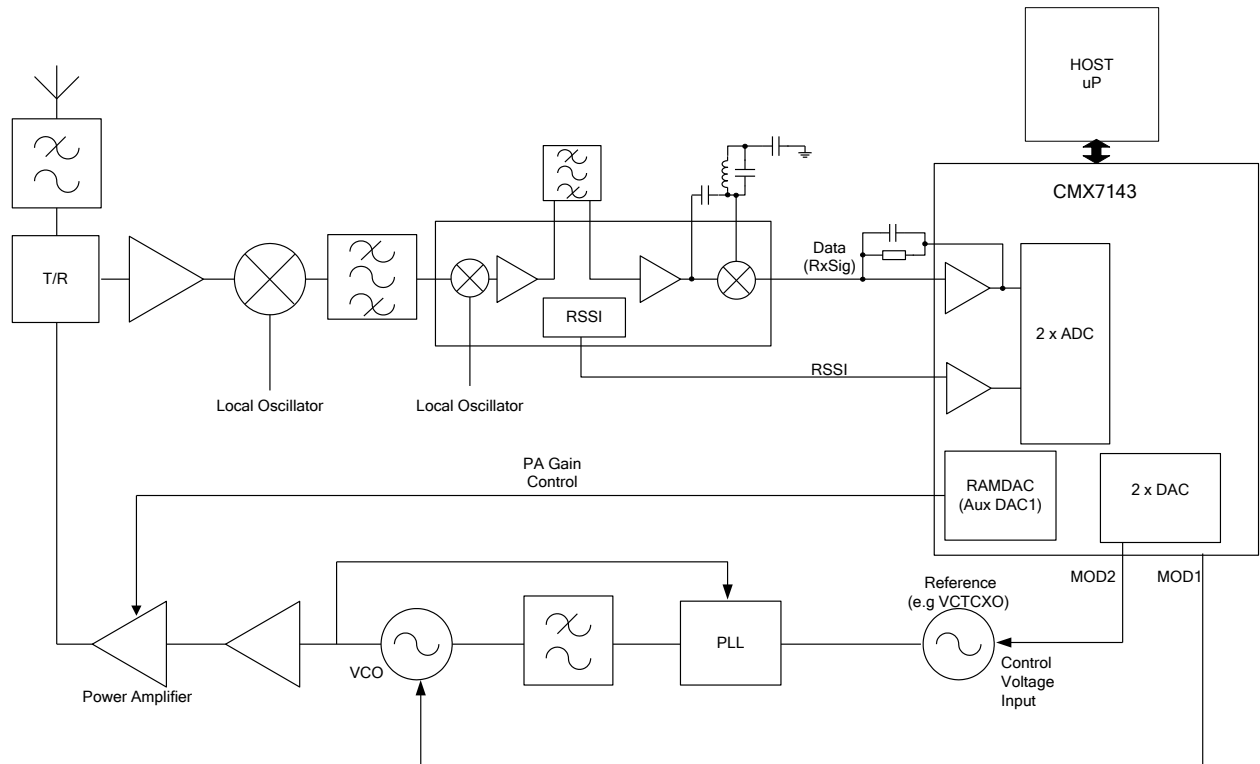 HOST
uP
CMX7143
T/R
Data
(RxSig)
RSSI
2 x ADC
RSSI
Local Oscillator
Local Oscillator
PA Gain
Control
RAMDAC
(Aux DAC1)
2 x DAC
MOD2
MOD1
Reference
(e.g VCTCXO)
PLL
VCO
Control
Voltage
Input
Power Amplifier